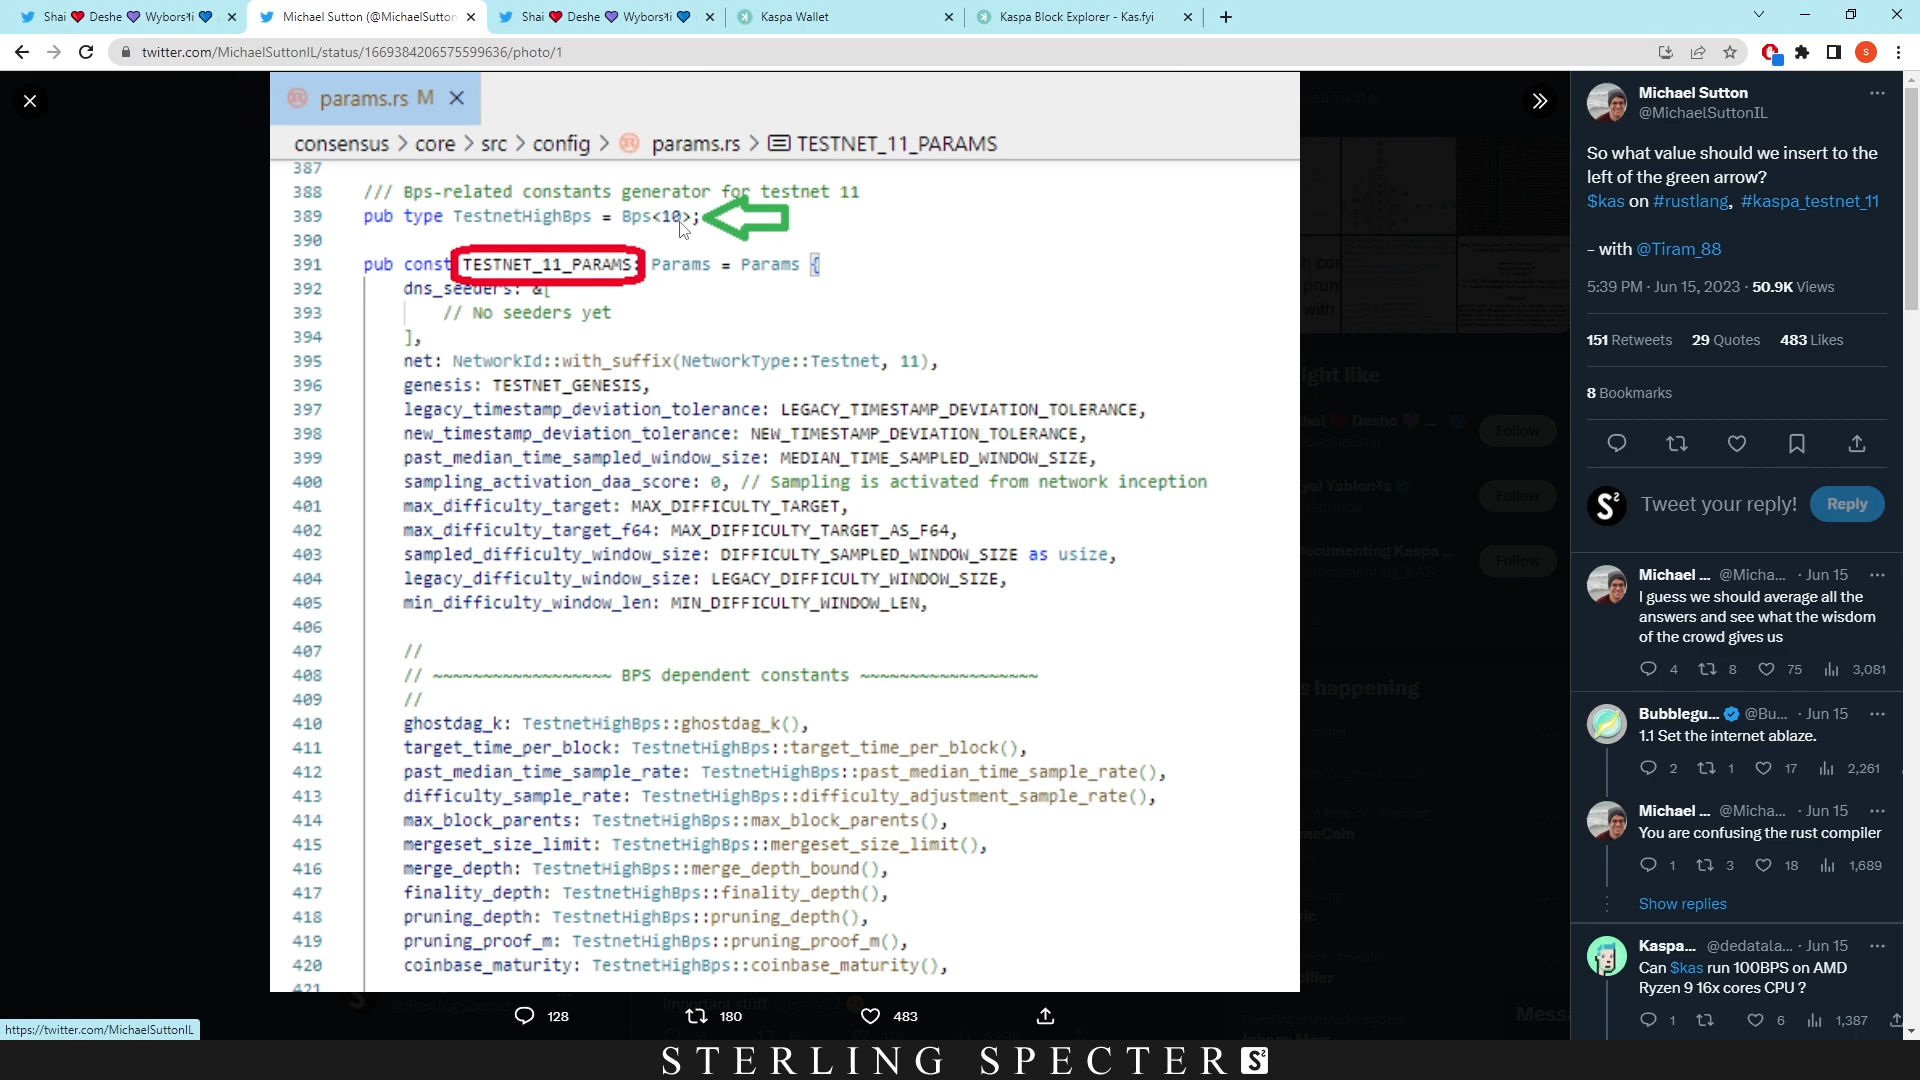 Shai ❤️ Deshe 💜 Wybors𐤊i 💙
Michael Sutton (@MichaelSutton
Shai ❤️ Deshe 💜 Wybors𐤊i 💙
Kaspa Wallet
Kaspa Block Explorer - Kas.fyi
twitter.com/MichaelSuttonIL/status/1669384206575599636/photo/1
S
params.rs M
consensus > core > src > config > params.rs > TESTNET_11_PARAMS
387
388 /// Bps-related constants generator for testnet 11
389 pub type TestnetHighBps = Bps<10>;
390
391 pub const TESTNET_11_PARAMS: Params = Params {
392 dns_seeders: &[
393 // No seeders yet
394 ],
395 net: NetworkId::with_suffix(NetworkType::Testnet, 11),
396 genesis: TESTNET_GENESIS,
397 legacy_timestamp_deviation_tolerance: LEGACY_TIMESTAMP_DEVIATION_TOLERANCE,
398 new_timestamp_deviation_tolerance: NEW_TIMESTAMP_DEVIATION_TOLERANCE,
399 past_median_time_sampled_window_size: MEDIAN_TIME_SAMPLED_WINDOW_SIZE,
400 sampling_activation_daa_score: 0, // Sampling is activated from network inception
401 max_difficulty_target: MAX_DIFFICULTY_TARGET,
402 max_difficulty_target_f64: MAX_DIFFICULTY_TARGET_AS_F64,
403 sampled_difficulty_window_size: DIFFICULTY_SAMPLED_WINDOW_SIZE as usize,
404 legacy_difficulty_window_size: LEGACY_DIFFICULTY_WINDOW_SIZE,
405 min_difficulty_window_len: MIN_DIFFICULTY_WINDOW_LEN,
406
407 //
408 // ~~~~~~~~~~~~~~~~~~ BPS dependent constants ~~~~~~~~~~~~~~~~~~
409 //
410 ghostdag_k: TestnetHighBps::ghostdag_k(),
411 target_time_per_block: TestnetHighBps::target_time_per_block(),
412 past_median_time_sample_rate: TestnetHighBps::past_median_time_sample_rate(),
413 difficulty_sample_rate: TestnetHighBps::difficulty_adjustment_sample_rate(),
414 max_block_parents: TestnetHighBps::max_block_parents(),
415 mergeset_size_limit: TestnetHighBps::mergeset_size_limit(),
416 merge_depth: TestnetHighBps::merge_depth_bound(),
417 finality_depth: TestnetHighBps::finality_depth(),
418 pruning_depth: TestnetHighBps::pruning_depth(),
419 pruning_proof_m: TestnetHighBps::pruning_proof_m(),
420 coinbase_maturity: TestnetHighBps::coinbase_maturity(),
421
128 180 483
https://twitter.com/MichaelSuttonIL
Michael Sutton
@MichaelSuttonIL
So what value should we insert to the
left of the green arrow?
$kas on #rustlang, #kaspa_testnet_11
- with @Tiram_88
5:39 PM · Jun 15, 2023 · 50.9K Views
151 Retweets 29 Quotes 483 Likes
8 Bookmarks
Tweet your reply! Reply
Michael ... @Micha... · Jun 15
I guess we should average all the
answers and see what the wisdom
of the crowd gives us
4 8 75 3,081
Bubblegu... @Bu... · Jun 15
1.1 Set the internet ablaze.
2 1 17 2,261
Michael ... @Micha... · Jun 15
You are confusing the rust compiler
1 3 18 1,689
Show replies
Kaspa... @dedatala... · Jun 15
Can $kas run 100BPS on AMD
Ryzen 9 16x cores CPU ?
1 6 1,387
STERLING SPECTER S²